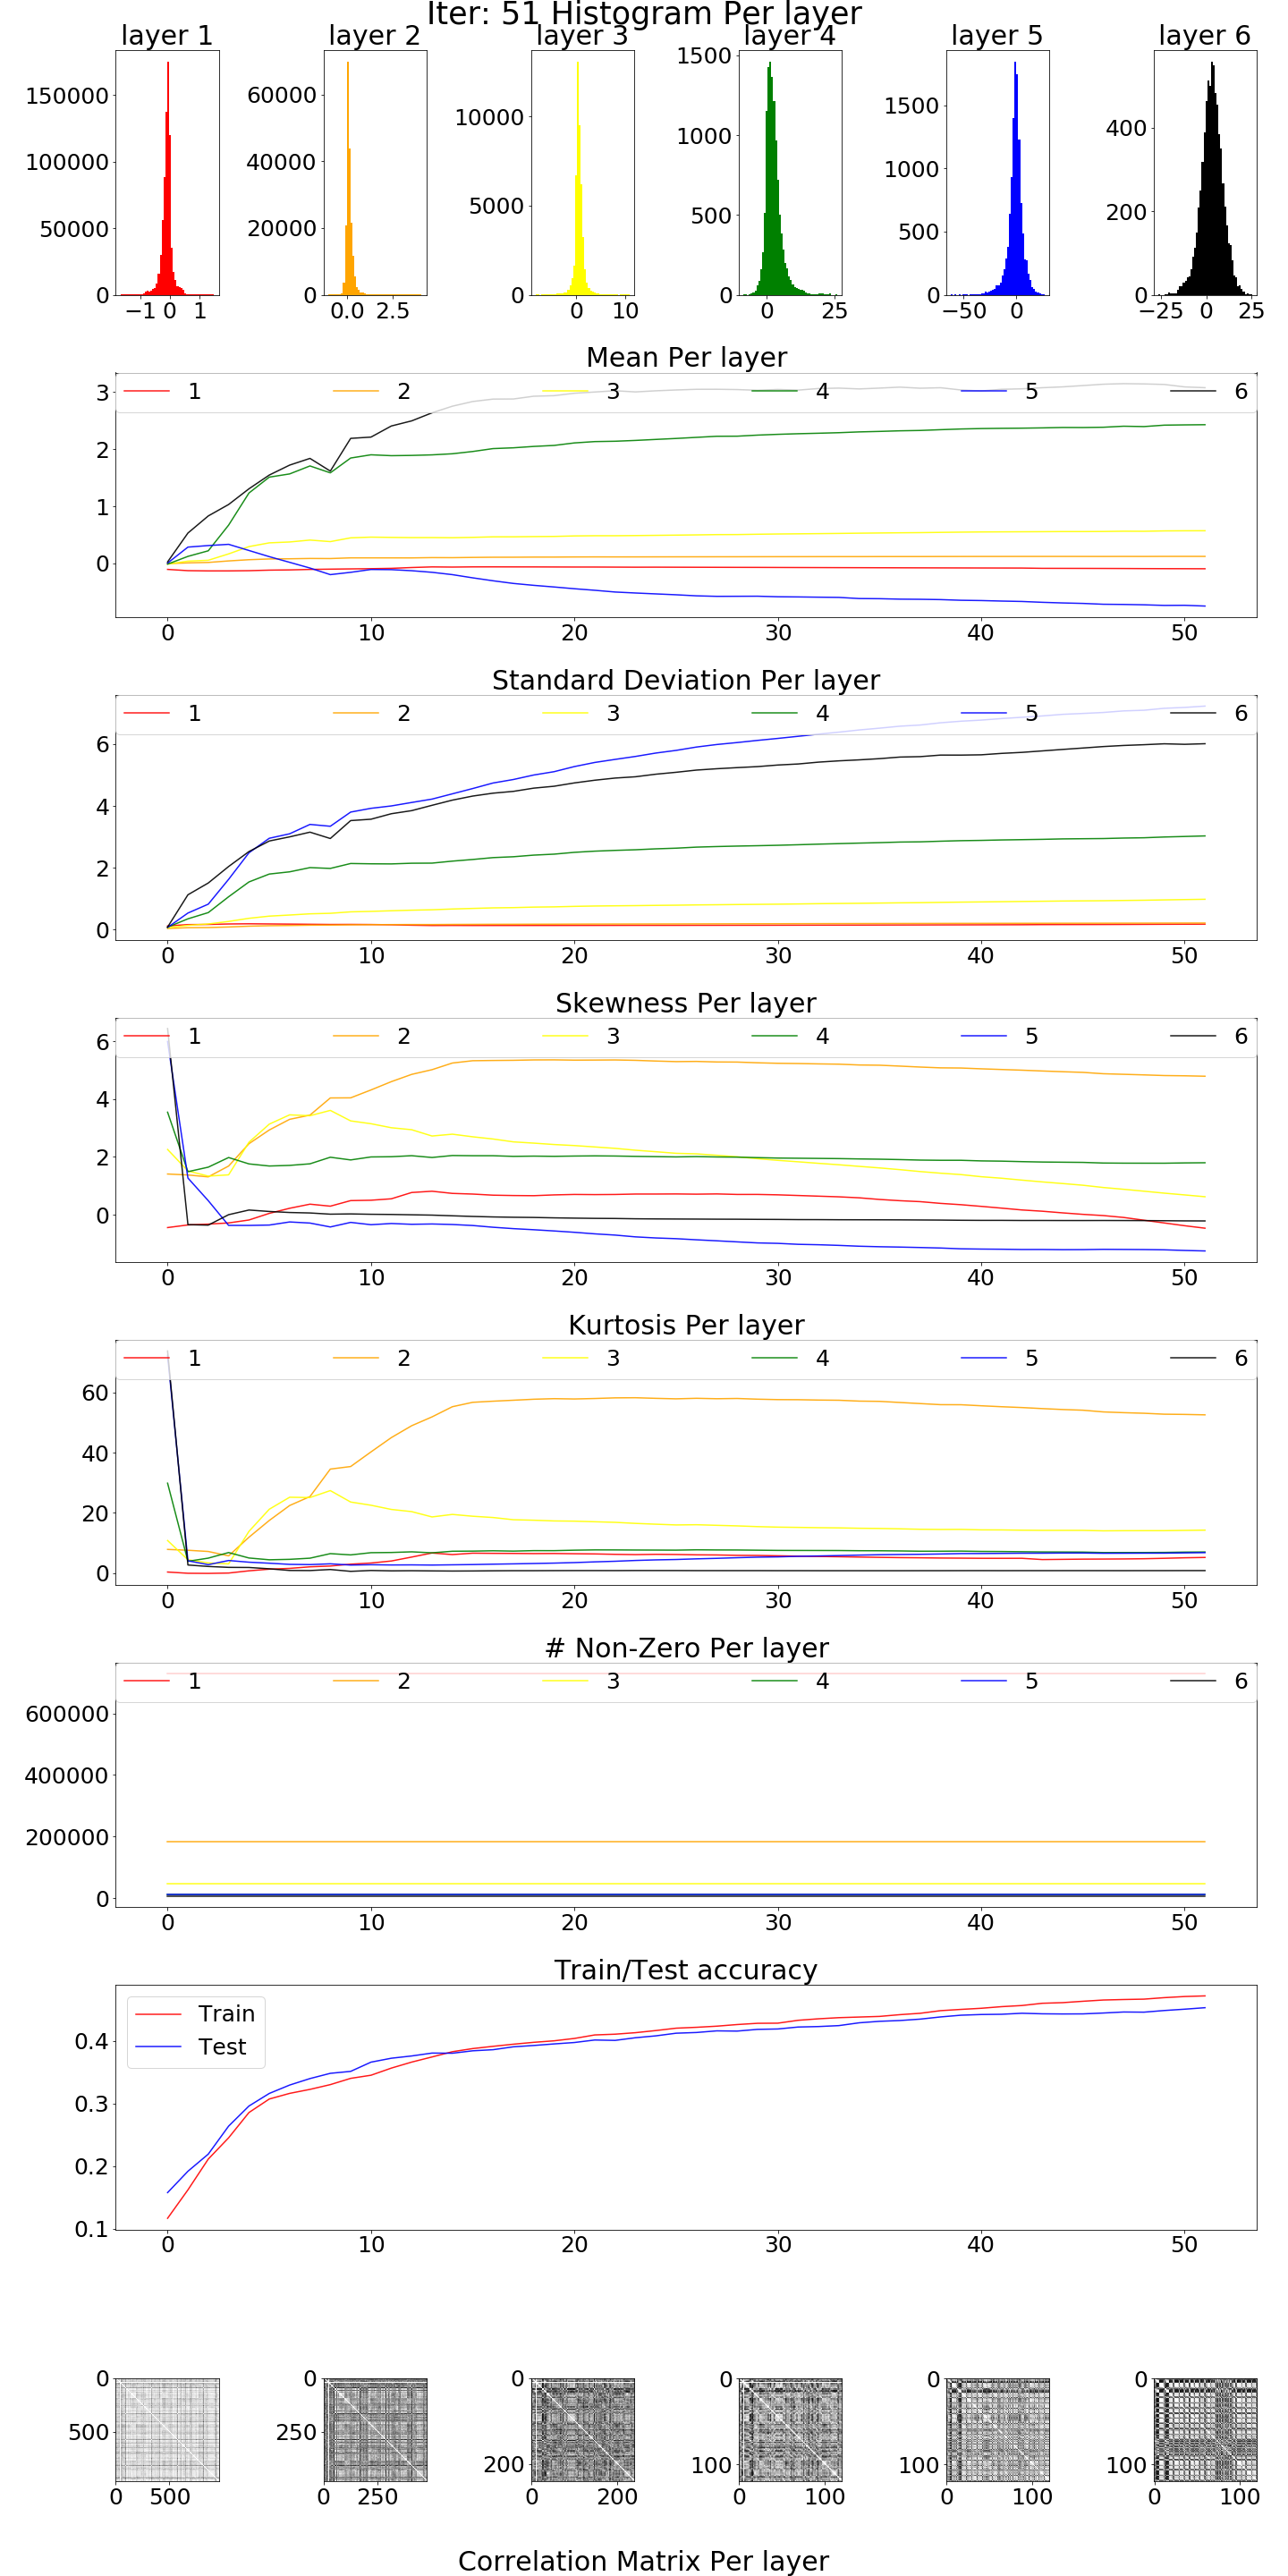 Iter: 51 Histogram Per layer
layer 1 layer 2 layer 3 layer 4 layer 5 layer 6
150000 100000 50000 0
−1 0 1
60000 40000 20000 0
0.0 2.5
10000 5000 0
0 10
1500 1000 500 0
0 25
1500 1000 500 0
−50 0
400 200 0
−25 0 25
Mean Per layer
1 2 3 4 5 6
3
2
1
0
0 10 20 30 40 50
Standard Deviation Per layer
1 2 3 4 5 6
6
4
2
0
0 10 20 30 40 50
Skewness Per layer
1 2 3 4 5 6
6
4
2
0
0 10 20 30 40 50
Kurtosis Per layer
1 2 3 4 5 6
60
40
20
0
0 10 20 30 40 50
# Non-Zero Per layer
1 2 3 4 5 6
600000
400000
200000
0
0 10 20 30 40 50
Train/Test accuracy
Train
Test
0.4
0.3
0.2
0.1
0 10 20 30 40 50
0 500
0 500
0 250
0 250
0 200
0 200
0 100
0 100
0 100
0 100
0 100
0 100
Correlation Matrix Per layer